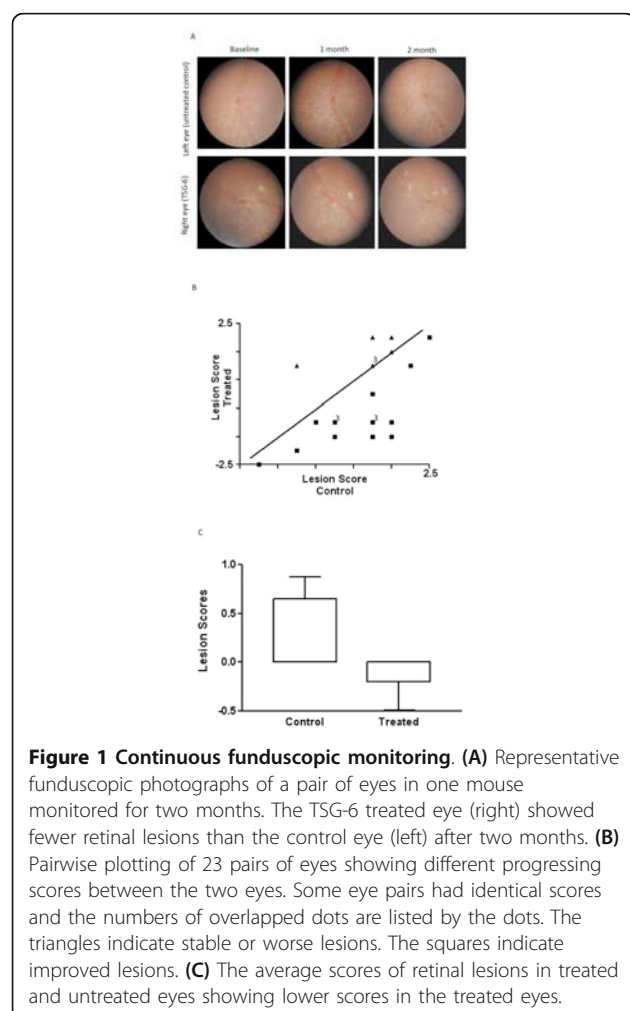 A
Baseline 1 month 2 month
Left eye (untreated control)
Right eye (TSG-6)
B
2.5
Lesion Score
Treated
3
3 3
-2.5
2.5
Lesion Score
Control
C
1.0
0.5
0.0
-0.5
Lesion Scores
Control Treated
Figure 1 Continuous funduscopic monitoring. (A) Representative
funduscopic photographs of a pair of eyes in one mouse
monitored for two months. The TSG-6 treated eye (right) showed
fewer retinal lesions than the control eye (left) after two months. (B)
Pairwise plotting of 23 pairs of eyes showing different progressing
scores between the two eyes. Some eye pairs had identical scores
and the numbers of overlapped dots are listed by the dots. The
triangles indicate stable or worse lesions. The squares indicate
improved lesions. (C) The average scores of retinal lesions in treated
and untreated eyes showing lower scores in the treated eyes.